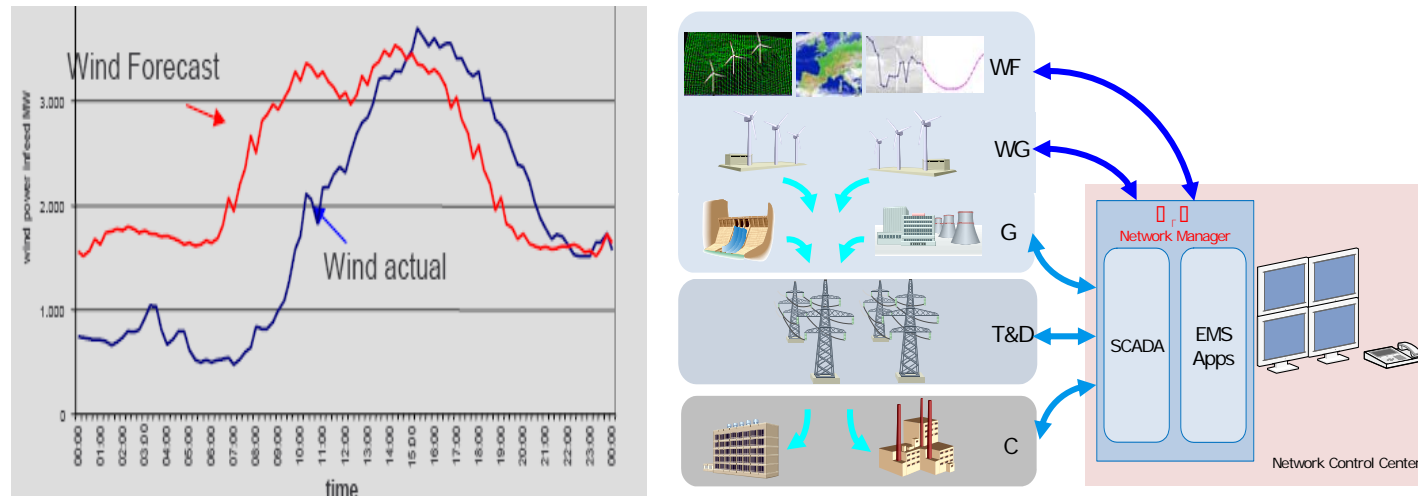 Wind Forecast
Wind actual
wind power infeed MW
3.000
2.000
1.000
0
00:00
01:00
02:00
03:00
04:00
05:00
06:00
07:00
08:00
09:00
10:00
11:00
12:00
13:00
14:00
15:00
16:00
17:00
18:00
19:00
20:00
21:00
22:00
23:00
00:00
time
WF
WG
G
T&D
C
Network Manager
SCADA
EMS
Apps
Network Control Center